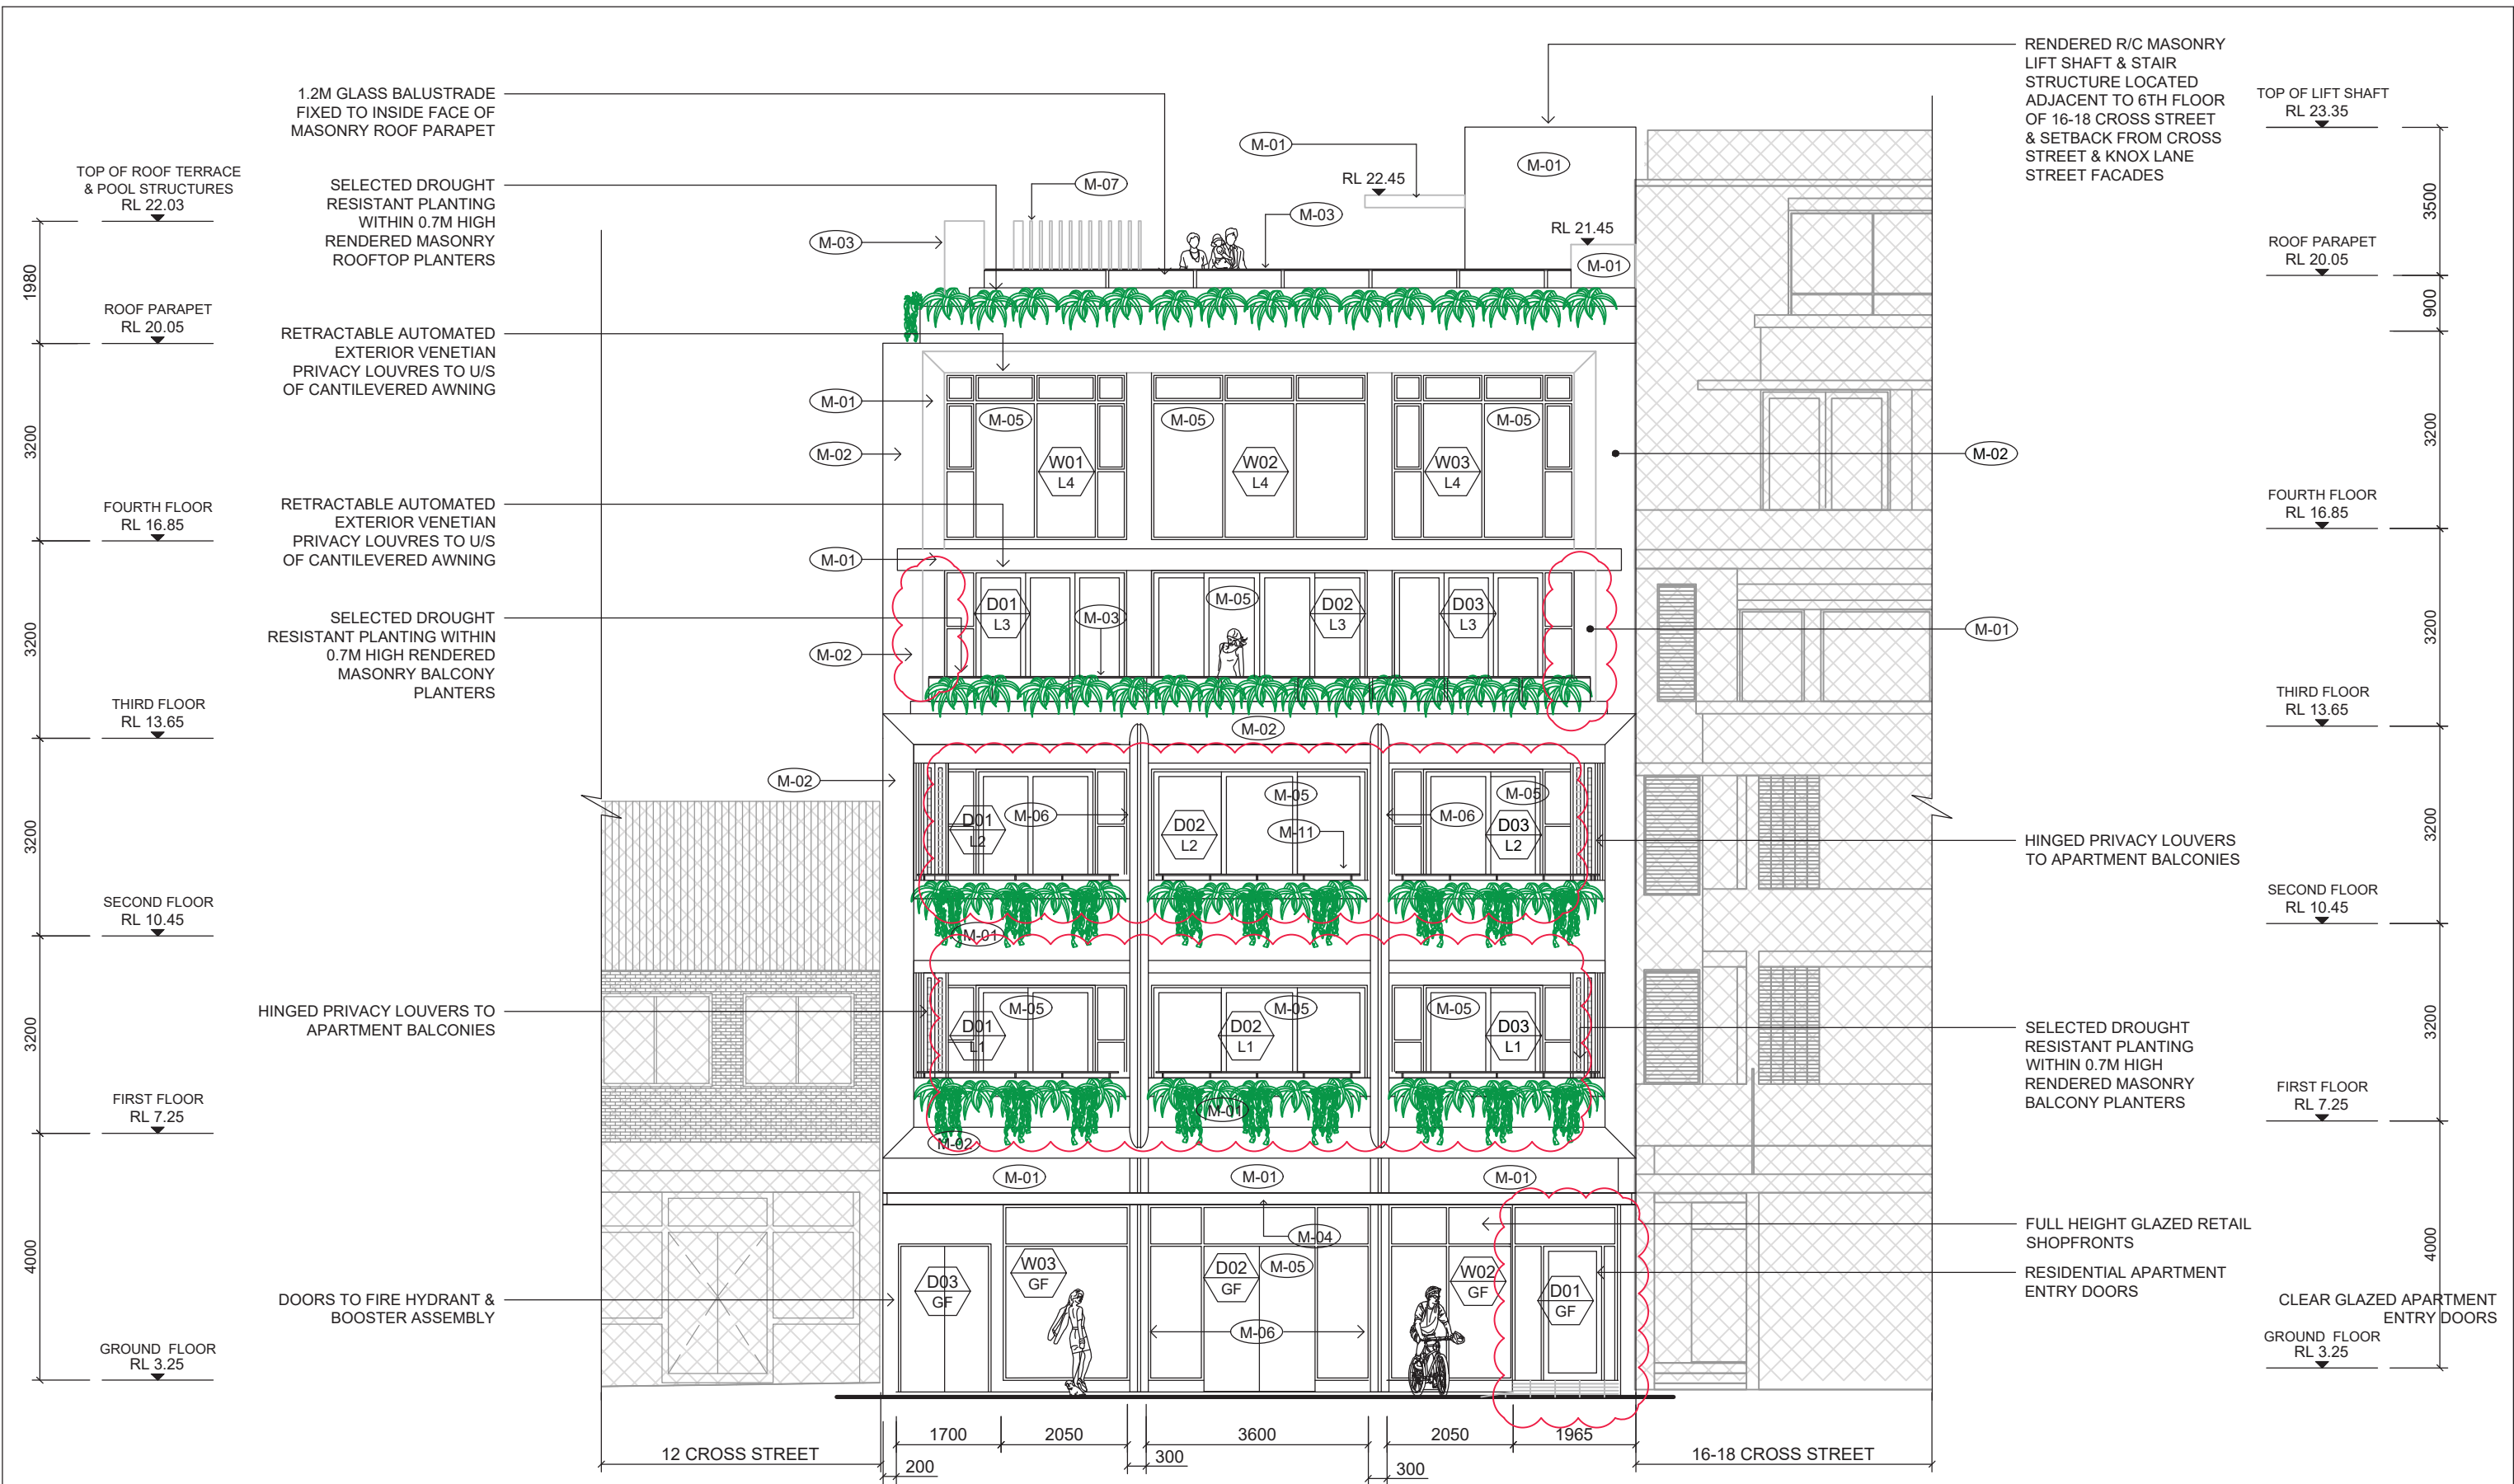 1.2M GLASS BALUSTRADE
FIXED TO INSIDE FACE OF
MASONRY ROOF PARAPET
RENDERED R/C MASONRY
LIFT SHAFT & STAIR
STRUCTURE LOCATED
ADJACENT TO 6TH FLOOR
OF 16-18 CROSS STREET
& SETBACK FROM CROSS
STREET & KNOX LANE
STREET FACADES
TOP OF LIFT SHAFT
RL 23.35
TOP OF ROOF TERRACE
& POOL STRUCTURES
RL 22.03
SELECTED DROUGHT
RESISTANT PLANTING
WITHIN 0.7M HIGH
RENDERED MASONRY
ROOFTOP PLANTERS
M-01
M-01
M-07
RL 22.45
M-03
M-03
RL 21.45
M-01
3500
ROOF PARAPET
RL 20.05
1980
ROOF PARAPET
RL 20.05
900
RETRACTABLE AUTOMATED
EXTERIOR VENETIAN
PRIVACY LOUVRES TO U/S
OF CANTILEVERED AWNING
M-01
M-05
M-05
M-05
3200
M-02
W01
L4
W02
L4
W03
L4
M-02
3200
FOURTH FLOOR
RL 16.85
RETRACTABLE AUTOMATED
EXTERIOR VENETIAN
PRIVACY LOUVRES TO U/S
OF CANTILEVERED AWNING
M-01
FOURTH FLOOR
RL 16.85
3200
SELECTED DROUGHT
RESISTANT PLANTING WITHIN
0.7M HIGH RENDERED
MASONRY BALCONY
PLANTERS
M-02
D01
L3
M-03
M-05
D02
L3
D03
L3
M-01
3200
THIRD FLOOR
RL 13.65
THIRD FLOOR
RL 13.65
M-02
M-02
3200
D01
L2
M-06
D02
L2
M-05
M-11
M-06
M-05
D03
L2
HINGED PRIVACY LOUVERS
TO APARTMENT BALCONIES
3200
SECOND FLOOR
RL 10.45
SECOND FLOOR
RL 10.45
M-01
3200
HINGED PRIVACY LOUVERS TO
APARTMENT BALCONIES
M-05
D01
L1
M-05
D02
L1
M-05
D03
L1
SELECTED DROUGHT
RESISTANT PLANTING
WITHIN 0.7M HIGH
RENDERED MASONRY
BALCONY PLANTERS
3200
FIRST FLOOR
RL 7.25
FIRST FLOOR
RL 7.25
M-01
M-02
M-01
M-01
M-01
4000
M-04
M-05
FULL HEIGHT GLAZED RETAIL
SHOPFRONTS
4000
DOORS TO FIRE HYDRANT &
BOOSTER ASSEMBLY
D03
GF
W03
GF
D02
GF
M-06
W02
GF
D01
GF
RESIDENTIAL APARTMENT
ENTRY DOORS
CLEAR GLAZED APARTMENT
ENTRY DOORS
GROUND FLOOR
RL 3.25
GROUND FLOOR
RL 3.25
1700
2050
3600
2050
1965
12 CROSS STREET
200
300
300
16-18 CROSS STREET